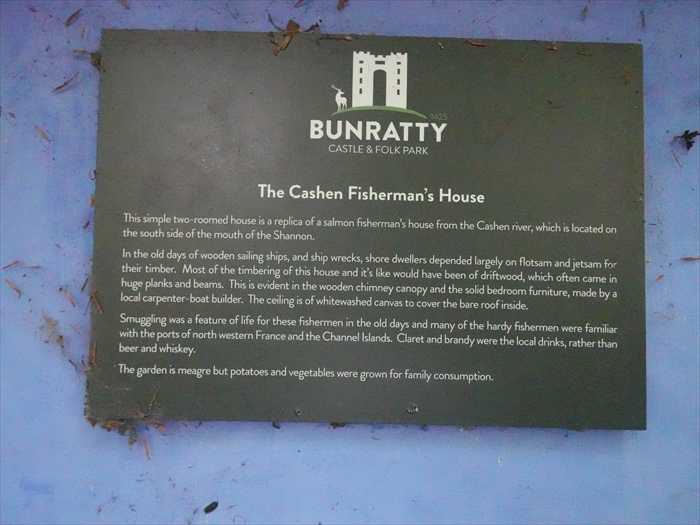 1425
BUNRATTY
CASTLE & FOLK PARK
The Cashen Fisherman's House
This simple two-roomed house is a replica of a salmon fisherman's house from the Cashen river, which is located on
the south side of the mouth of the Shannon.
In the old days of wooden sailing ships, and ship wrecks, shore dwellers depended largely on flotsam and jetsam for
their timber. Most of the timbering of this house and it's like would have been of driftwood, which often came in
huge planks and beams. This is evident in the wooden chimney canopy and the solid bedroom furniture, made by a
local carpenter-boat builder. The ceiling is of whitewashed canvas to cover the bare roof inside.
Smuggling was a feature of life for these fishermen in the old days and many of the hardy fishermen were familiar
with the ports of north western France and the Channel Islands. Claret and brandy were the local drinks, rather than
beer and whiskey.
The garden is meagre but potatoes and vegetables were grown for family consumption.